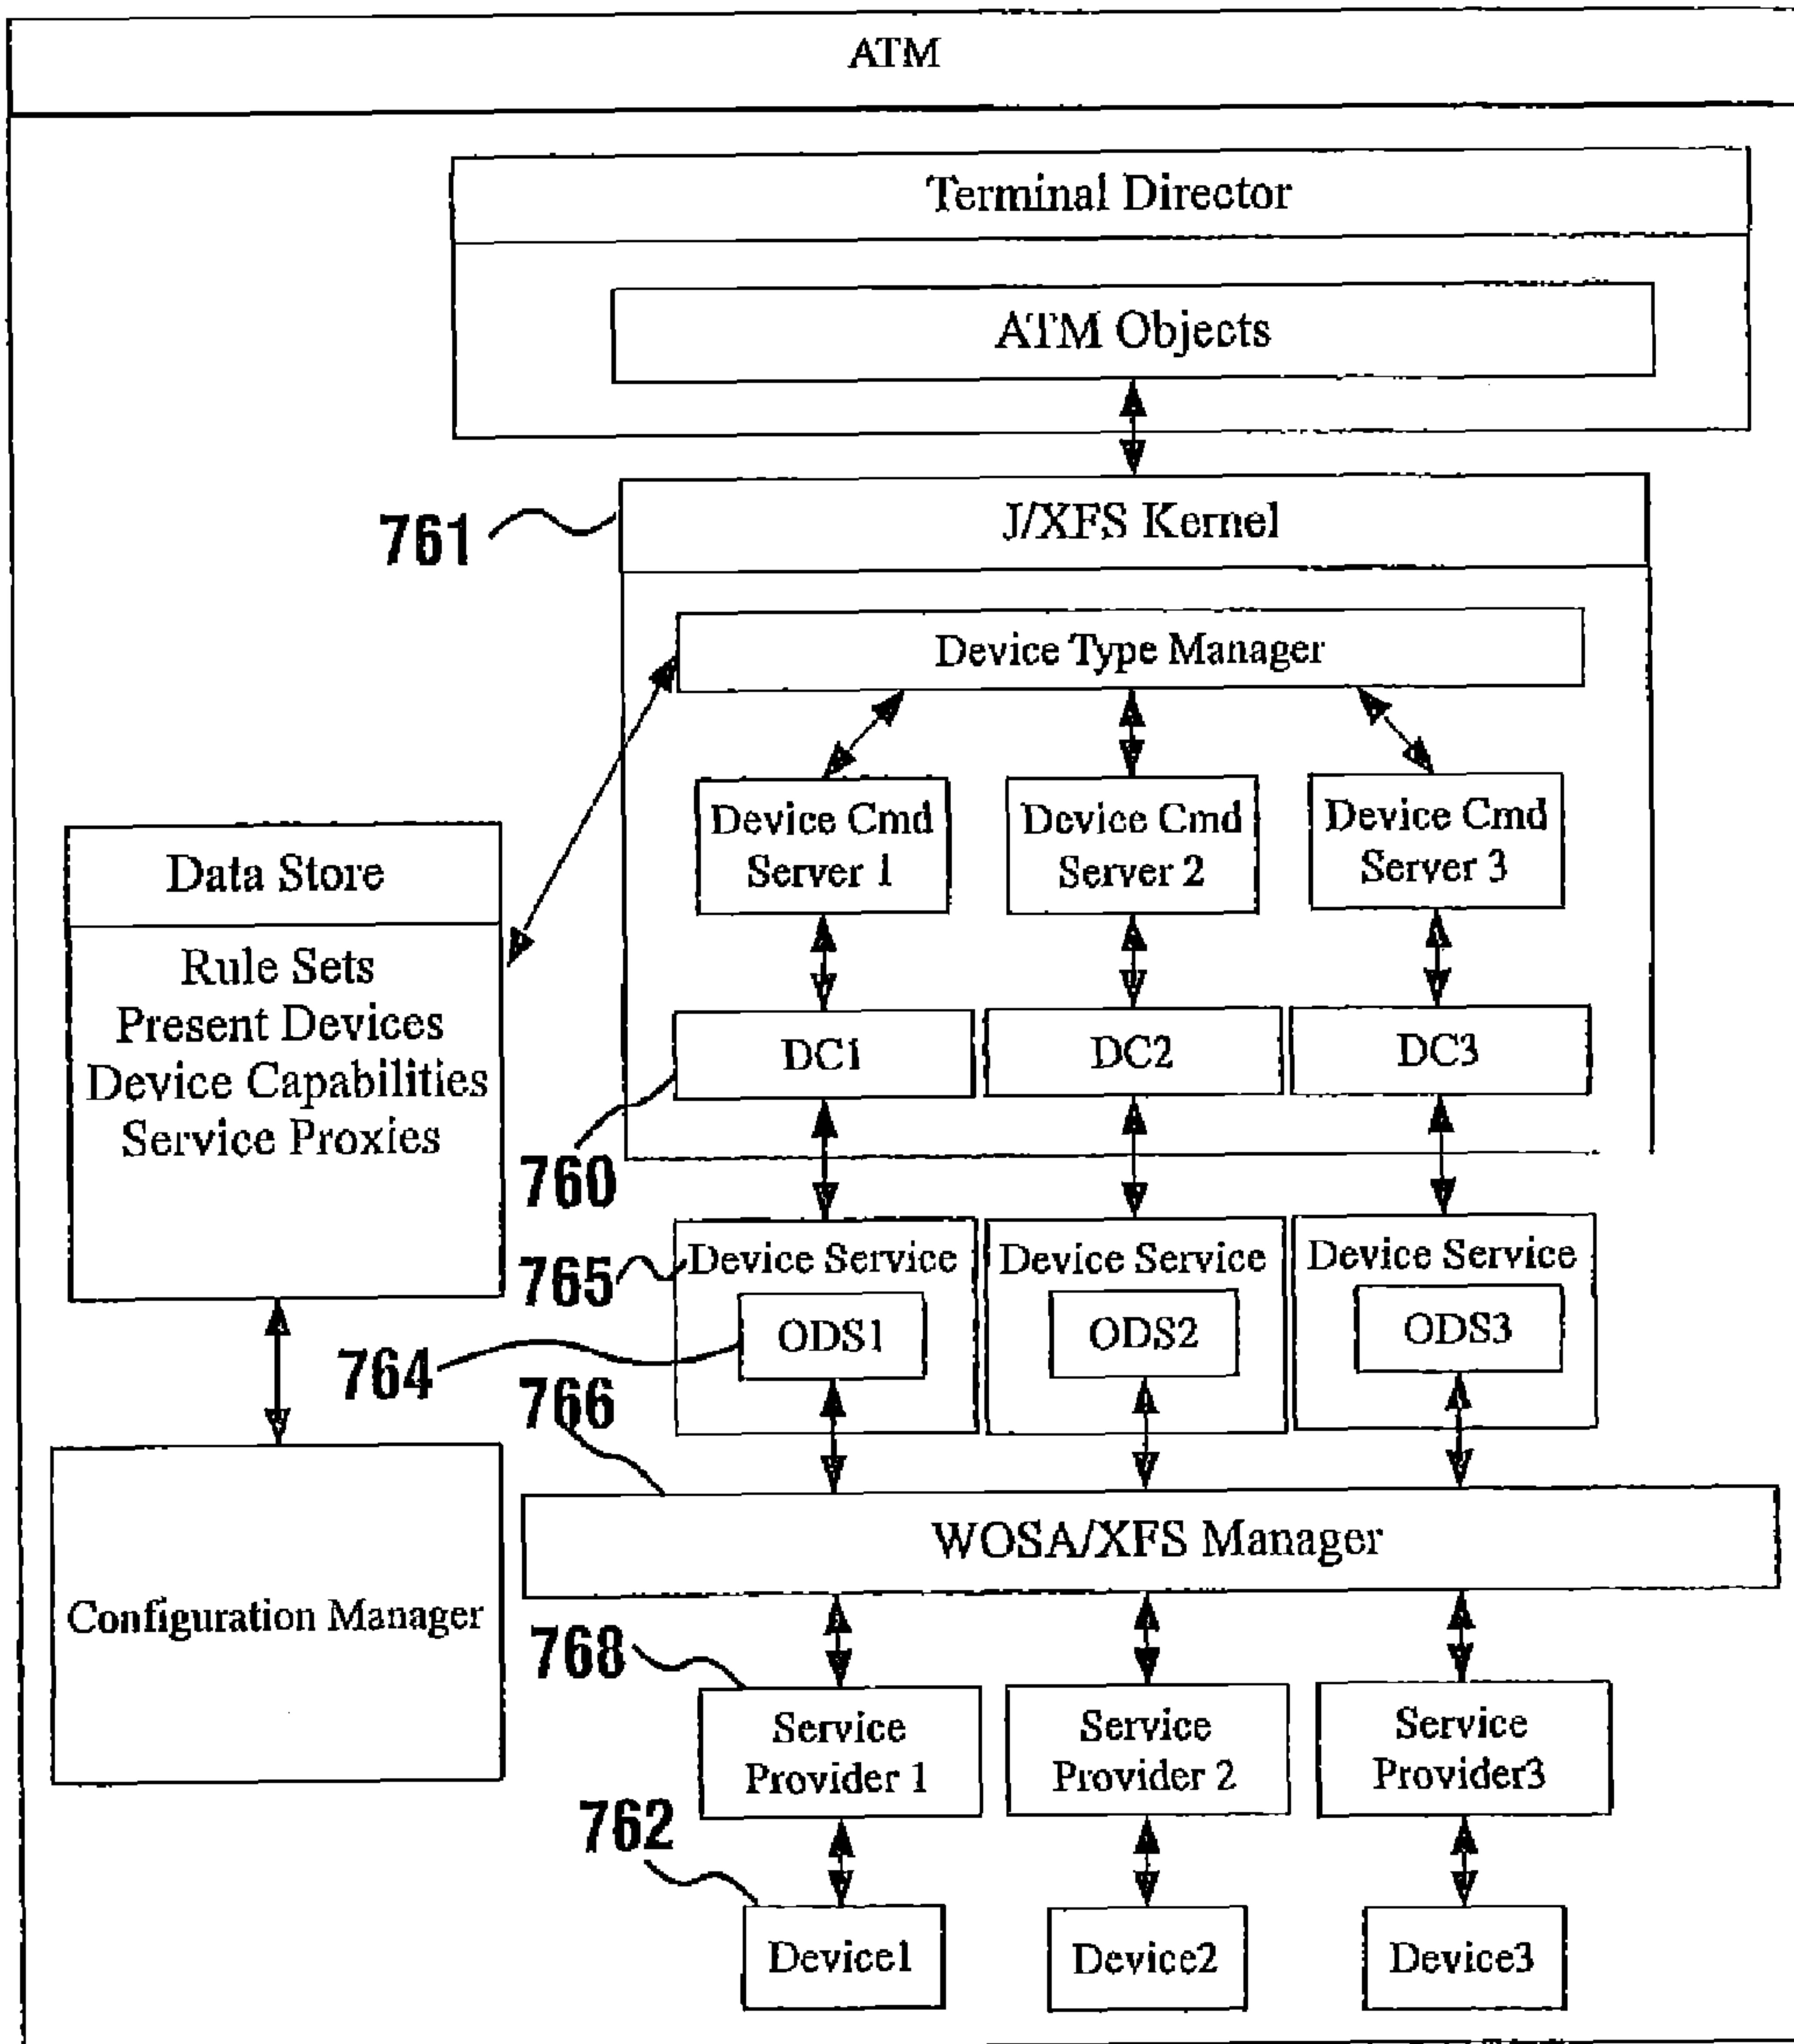 ATM
Terminal Director
ATM Objects
761
J/XFS Kernel
Device Type Manager
Device Cmd
Server 1
Device Cmd
Server 2
Device Cmd
Server 3
Data Store
Rule Sets
Present Devices
Device Capabilities
Service Proxies
DC1
DC2
DC3
760
765
Device Service
ODS1
Device Service
ODS2
Device Service
ODS3
764
766
WOSA/XFS Manager
Configuration Manager
768
Service
Provider 1
Service
Provider 2
Service
Provider3
762
Device1
Device2
Device3